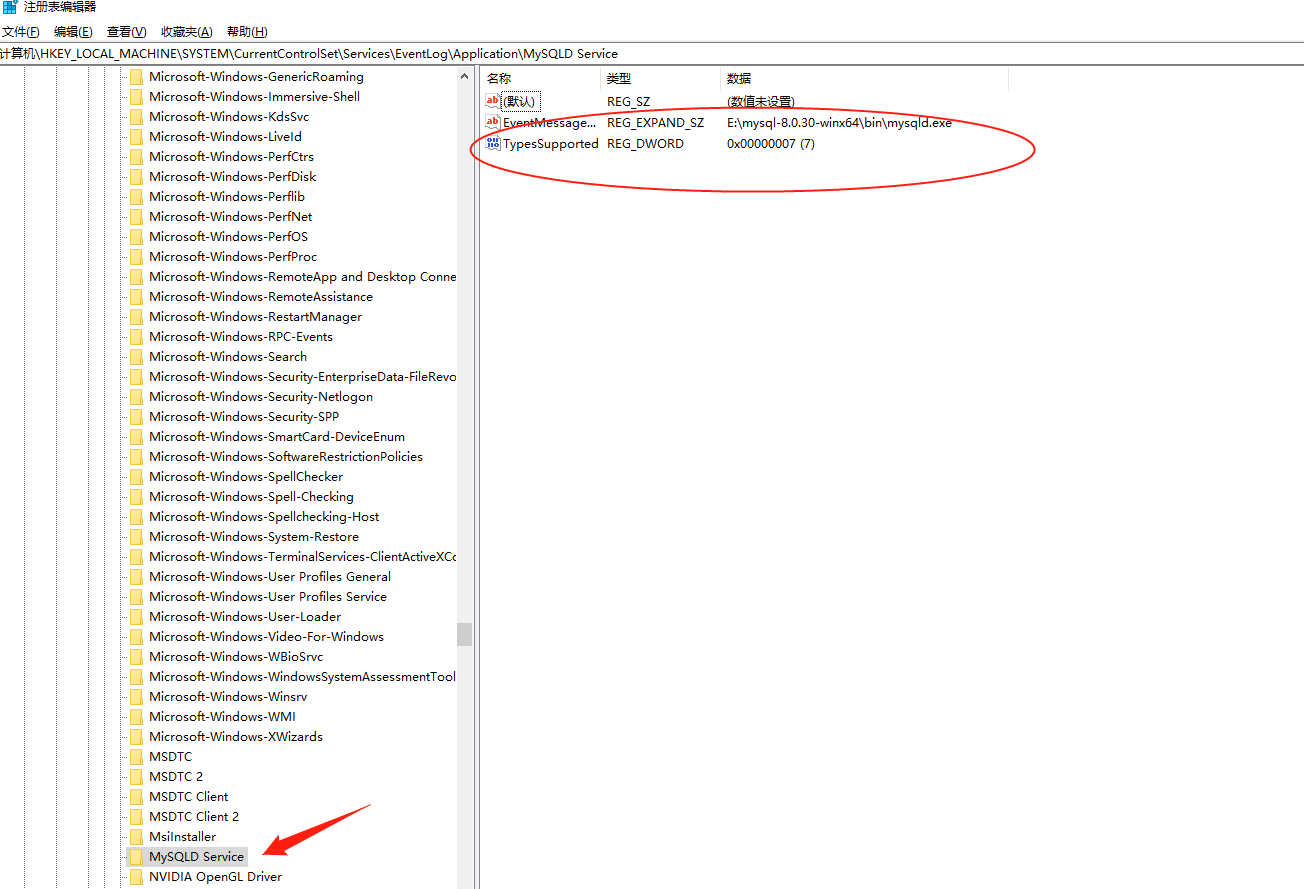 注册表编辑器
文件(F) 编辑(E) 查看(V) 收藏夹(A) 帮助(H)
计算机\HKEY_LOCAL_MACHINE\SYSTEM\CurrentControlSet\Services\EventLog\Application\MySQLD Service
Microsoft-Windows-GenericRoaming
Microsoft-Windows-Immersive-Shell
Microsoft-Windows-KdsSvc
Microsoft-Windows-LiveId
Microsoft-Windows-PerfCtrs
Microsoft-Windows-PerfDisk
Microsoft-Windows-Perflib
Microsoft-Windows-PerfNet
Microsoft-Windows-PerfOS
Microsoft-Windows-PerfProc
Microsoft-Windows-RemoteApp and Desktop Conne
Microsoft-Windows-RemoteAssistance
Microsoft-Windows-RestartManager
Microsoft-Windows-RPC-Events
Microsoft-Windows-Search
Microsoft-Windows-Security-EnterpriseData-FileRevo
Microsoft-Windows-Security-Netlogon
Microsoft-Windows-Security-SPP
Microsoft-Windows-SmartCard-DeviceEnum
Microsoft-Windows-SoftwareRestrictionPolicies
Microsoft-Windows-SpellChecker
Microsoft-Windows-Spell-Checking
Microsoft-Windows-Spellchecking-Host
Microsoft-Windows-System-Restore
Microsoft-Windows-TerminalServices-ClientActiveXCo
Microsoft-Windows-User Profiles General
Microsoft-Windows-User Profiles Service
Microsoft-Windows-User-Loader
Microsoft-Windows-Video-For-Windows
Microsoft-Windows-WBioSrvc
Microsoft-Windows-WindowsSystemAssessmentTool
Microsoft-Windows-Winsrv
Microsoft-Windows-WMI
Microsoft-Windows-XWizards
MSDTC
MSDTC 2
MSDTC Client
MSDTC Client 2
MsiInstaller
MySQLD Service
NVIDIA OpenGL Driver
名称 类型 数据
(默认) REG_SZ (数值未设置)
EventMessage... REG_EXPAND_SZ E:\mysql-8.0.30-winx64\bin\mysqld.exe
TypesSupported REG_DWORD 0x00000007 (7)